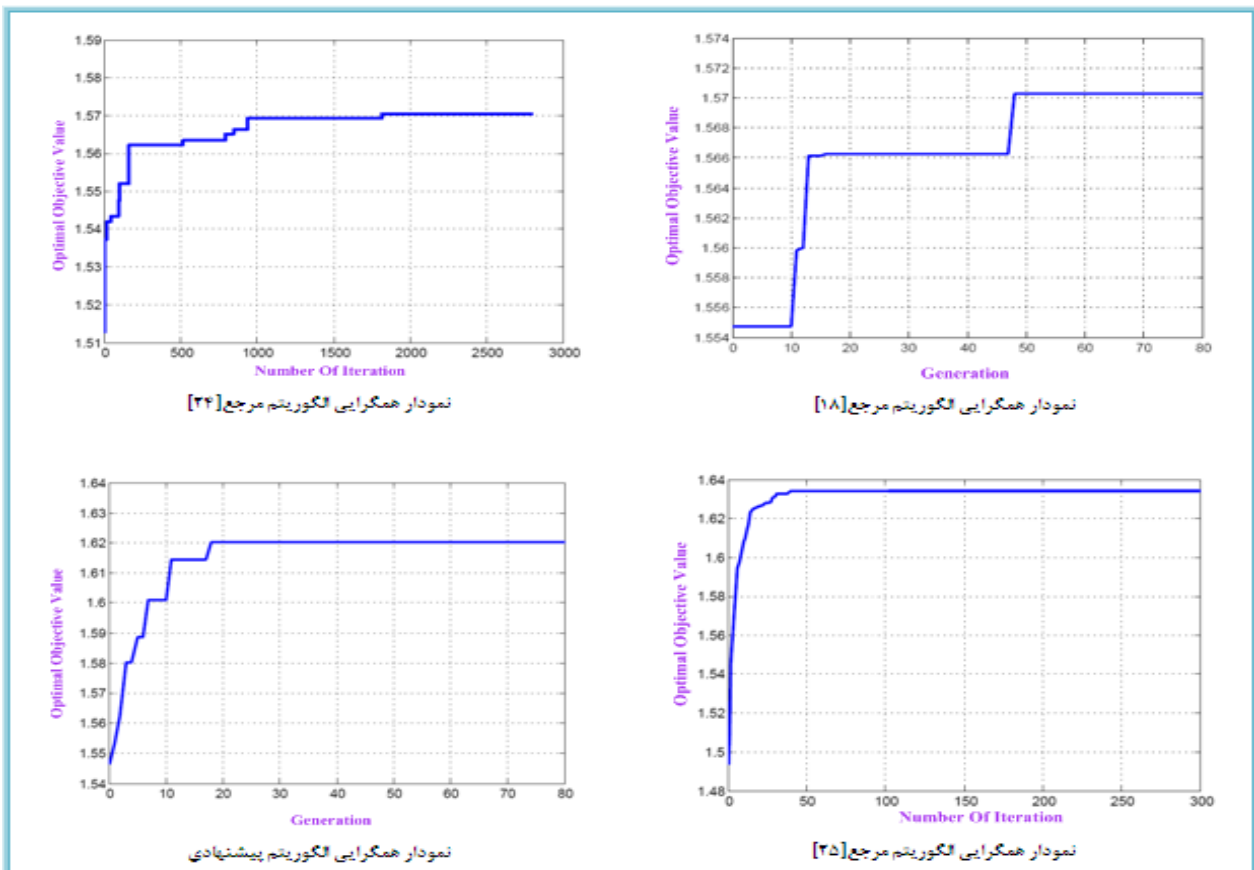 1.59
1.58
1.57
1.56
1.55
1.54
1.53
1.52
1.51
Optimal Objective Value
0 500 1000 1500 2000 2500 3000
Number Of Iteration
نمودار همگرایی الگوریتم مرجع[۲۴]
1.574
1.572
1.57
1.568
1.566
1.564
1.562
1.56
1.558
1.556
1.554
Optimal Objective Value
0 10 20 30 40 50 60 70 80
Generation
نمودار همگرایی الگوریتم مرجع[۱۸]
1.64
1.63
1.62
1.61
1.6
1.59
1.58
1.57
1.56
1.55
1.54
Optimal Objective Value
0 10 20 30 40 50 60 70 80
Generation
نمودار همگرایی الگوریتم پیشنهادی
1.64
1.62
1.6
1.58
1.56
1.54
1.52
1.5
1.48
Optimal Objective Value
0 50 100 150 200 250 300
Number Of Iteration
نمودار همگرایی الگوریتم مرجع[۲۵]